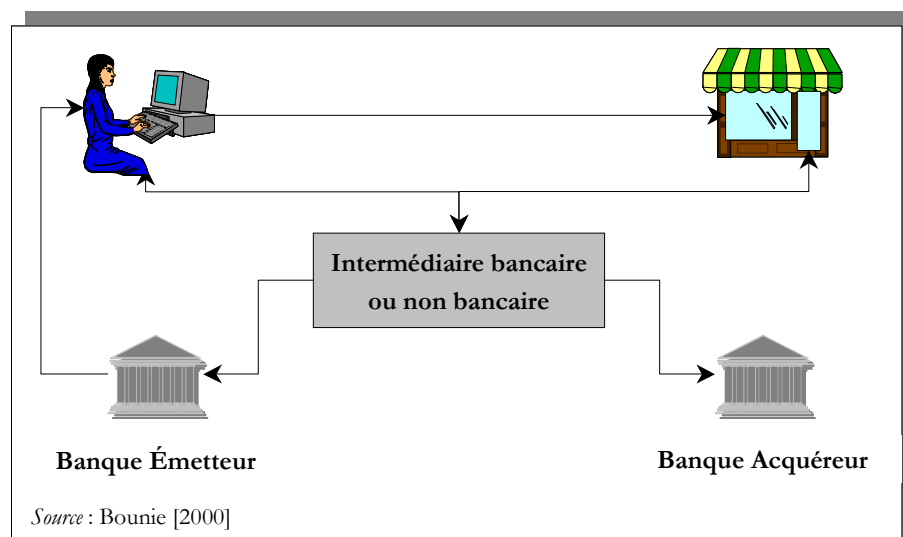 Intermédiaire bancaire
ou non bancaire
Banque Émetteur
Banque Acquéreur
Source : Bounie [2000]